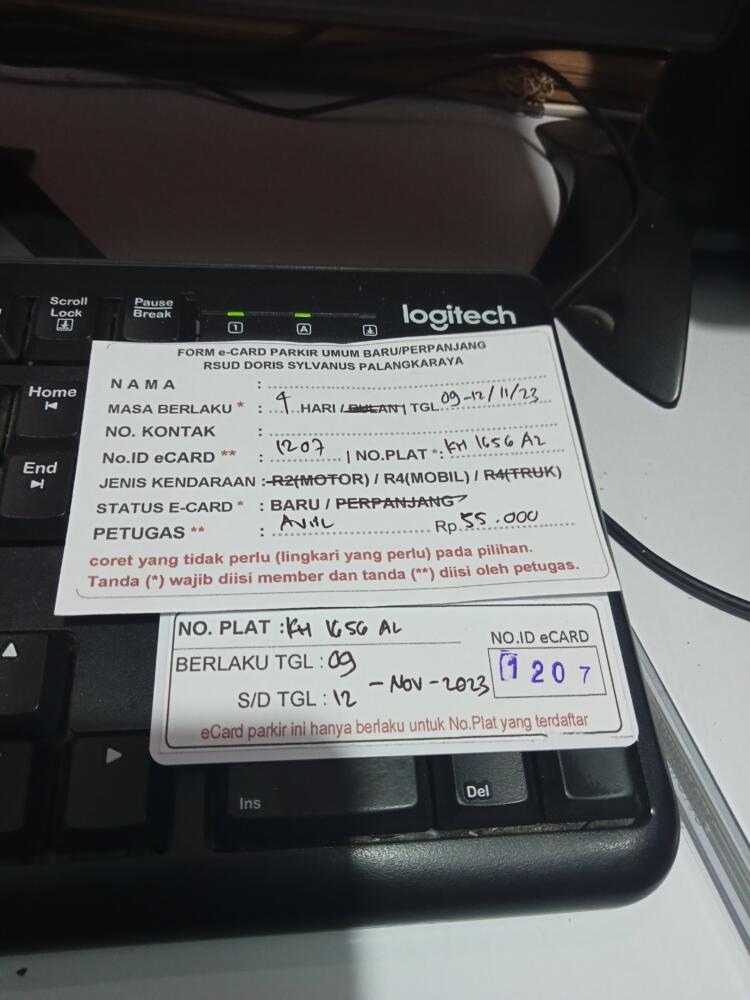 Scroll Lock
Pause Break
1
A
logitech
Home
End
FORM e-CARD PARKIR UMUM BARU/PERPANJANG
RSUD DORIS SYLVANUS PALANGKARAYA
NAMA :
MASA BERLAKU * : 4 HARI / BULAN | TGL 09-12/11/23
NO. KONTAK :
No.ID eCARD ** : 1207 | NO.PLAT *: KH 1656 AL
JENIS KENDARAAN : R2(MOTOR) / R4(MOBIL) / R4(TRUK)
STATUS E-CARD * : BARU / PERPANJANG
PETUGAS ** : Rp. 55.000
coret yang tidak perlu (lingkari yang perlu) pada pilihan.
Tanda (*) wajib diisi member dan tanda (**) diisi oleh petugas.
NO. PLAT : KH 1656 AL
NO.ID eCARD
1207
BERLAKU TGL : 09
S/D TGL : 12 - NOV - 2023
eCard parkir ini hanya berlaku untuk No.Plat yang terdaftar
Ins
Del